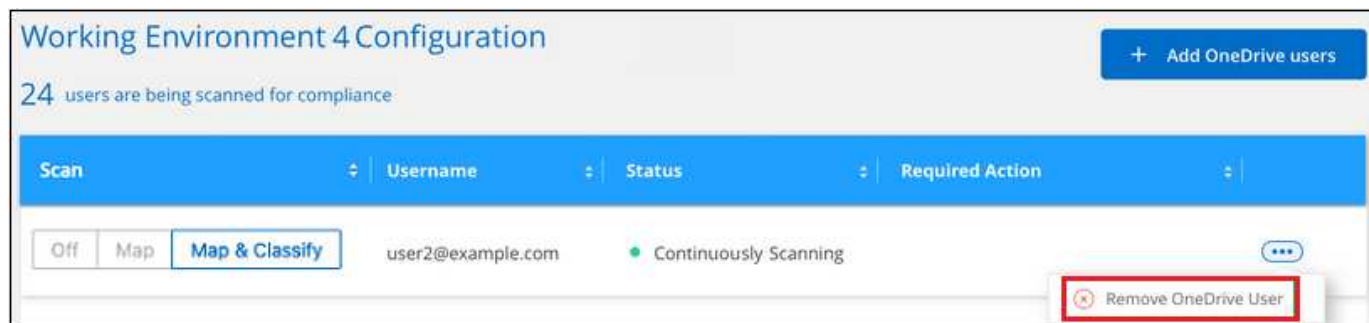 Working Environment 4 Configuration
+ Add OneDrive users
24 users are being scanned for compliance
Scan Username Status Required Action
Off Map Map & Classify user2@example.com Continuously Scanning
Remove OneDrive User